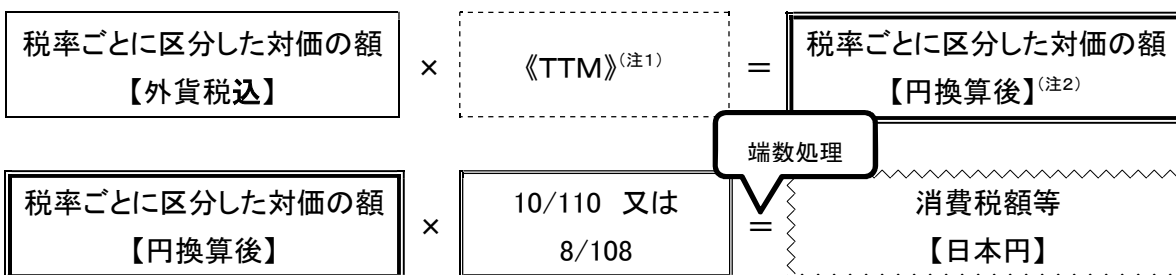 税率ごとに区分した対価の額 × 《TTM》(注1) = 税率ごとに区分した対価の額
【外貨税込】 【円換算後】(注2)
端数処理
税率ごとに区分した対価の額 × 10/110 又は = 消費税額等
【円換算後】 8/108 【日本円】